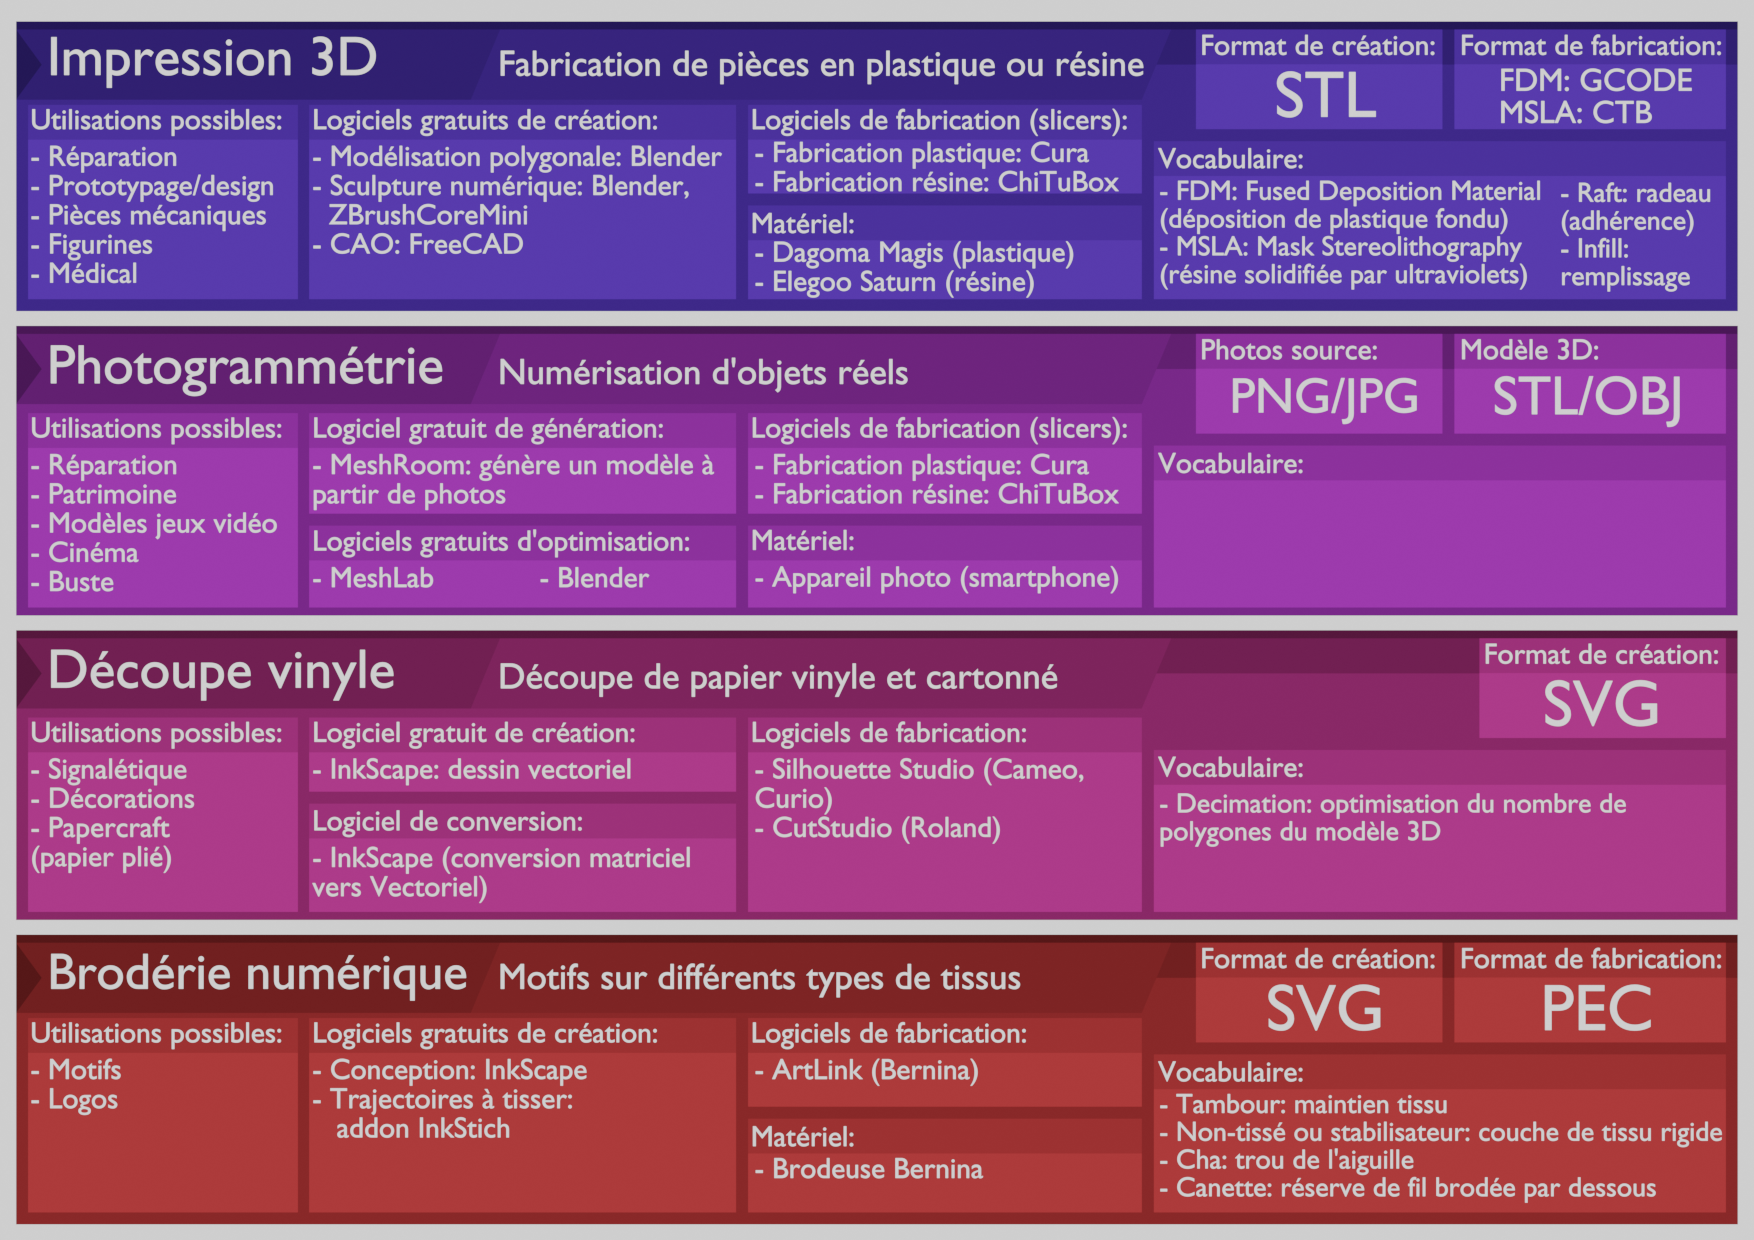 Impression 3D
Fabrication de pièces en plastique ou résine
Format de création:
STL
Format de fabrication:
FDM: GCODE
MSLA: CTB
Utilisations possibles:
- Réparation
- Prototypage/design
- Pièces mécaniques
- Figurines
- Médical
Logiciels gratuits de création:
- Modélisation polygonale: Blender
- Sculpture numérique: Blender,
ZBrushCoreMini
- CAO: FreeCAD
Logiciels de fabrication (slicers):
- Fabrication plastique: Cura
- Fabrication résine: ChiTuBox
Matériel:
- Dagoma Magis (plastique)
- Elegoo Saturn (résine)
Vocabulaire:
- FDM: Fused Deposition Material
(déposition de plastique fondu)
- MSLA: Mask Stereolithography
(résine solidifiée par ultraviolets)
- Raft: radeau
(adhérence)
- Infill:
remplissage
Photogrammétrie
Numérisation d'objets réels
Photos source:
PNG/JPG
Modèle 3D:
STL/OBJ
Utilisations possibles:
- Réparation
- Patrimoine
- Modèles jeux vidéo
- Cinéma
- Buste
Logiciel gratuit de génération:
- MeshRoom: génère un modèle à
partir de photos
Logiciels gratuits d'optimisation:
- MeshLab
- Blender
Logiciels de fabrication (slicers):
- Fabrication plastique: Cura
- Fabrication résine: ChiTuBox
Matériel:
- Appareil photo (smartphone)
Vocabulaire:
Découpe vinyle
Découpe de papier vinyle et cartonné
Format de création:
SVG
Utilisations possibles:
- Signalétique
- Décorations
- Papercraft
(papier plié)
Logiciel gratuit de création:
- InkScape: dessin vectoriel
Logiciel de conversion:
- InkScape (conversion matriciel
vers Vectoriel)
Logiciels de fabrication:
- Silhouette Studio (Cameo,
Curio)
- CutStudio (Roland)
Vocabulaire:
- Decimation: optimisation du nombre de
polygones du modèle 3D
Brodérie numérique
Motifs sur différents types de tissus
Format de création:
SVG
Format de fabrication:
PEC
Utilisations possibles:
- Motifs
- Logos
Logiciels gratuits de création:
- Conception: InkScape
- Trajectoires à tisser:
addon InkStich
Logiciels de fabrication:
- ArtLink (Bernina)
Matériel:
- Brodeuse Bernina
Vocabulaire:
- Tambour: maintien tissu
- Non-tissé ou stabilisateur: couche de tissu rigide
- Cha: trou de l'aiguille
- Canette: réserve de fil brodée par dessous